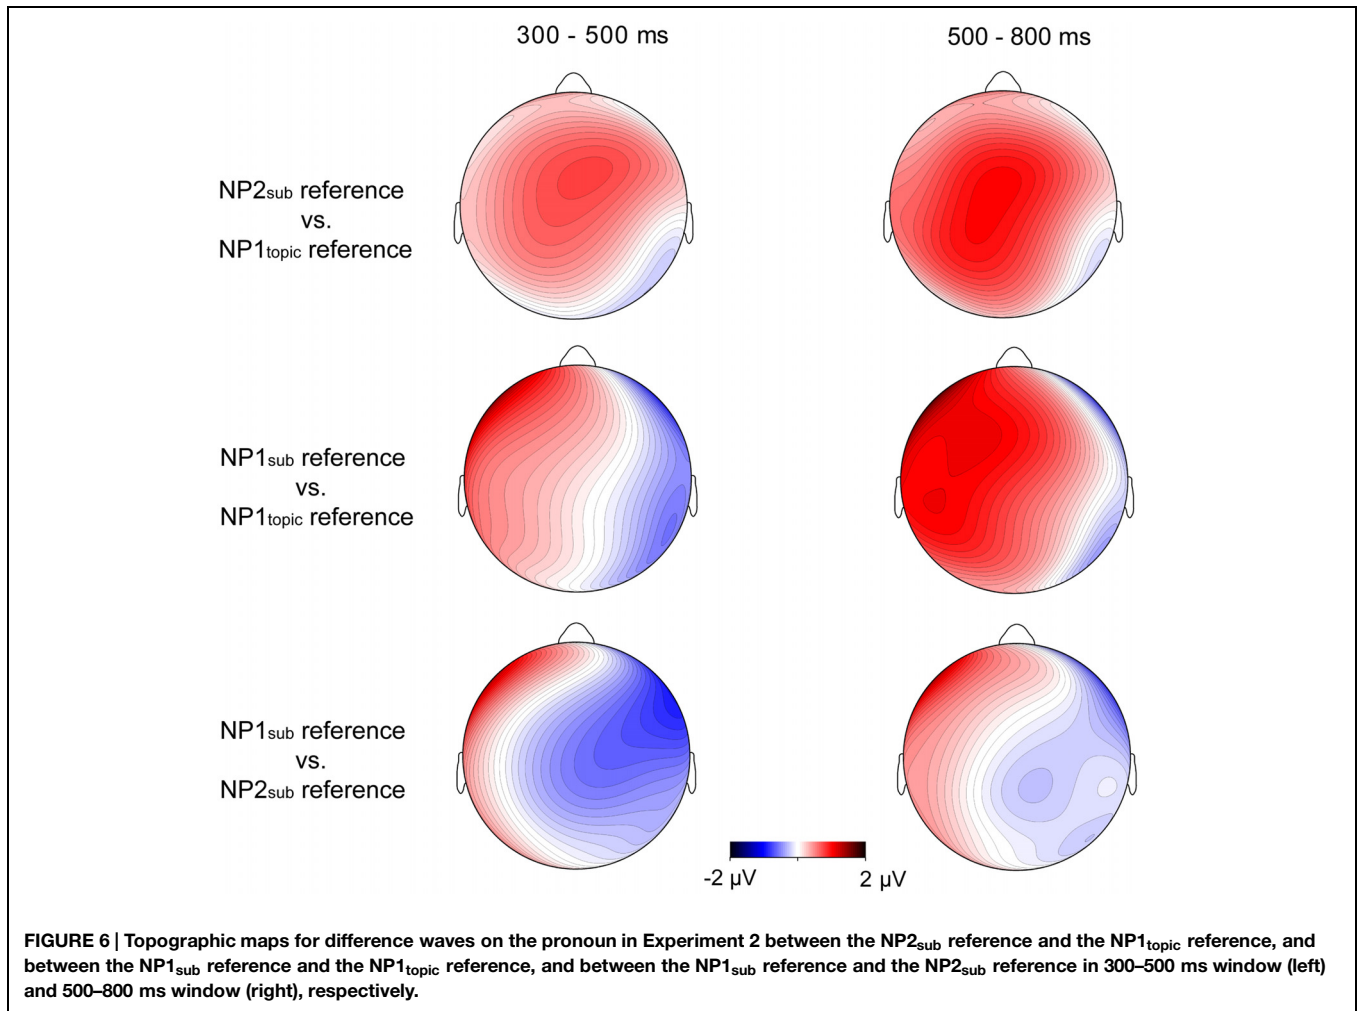 300 - 500 ms
500 - 800 ms
NP2sub reference
vs.
NP1topic reference
NP1sub reference
vs.
NP1topic reference
NP1sub reference
vs.
NP2sub reference
-2 µV
2 µV
FIGURE 6 | Topographic maps for difference waves on the pronoun in Experiment 2 between the NP2sub reference and the NP1topic reference, and
between the NP1sub reference and the NP1topic reference, and between the NP1sub reference and the NP2sub reference in 300–500 ms window (left)
and 500–800 ms window (right), respectively.